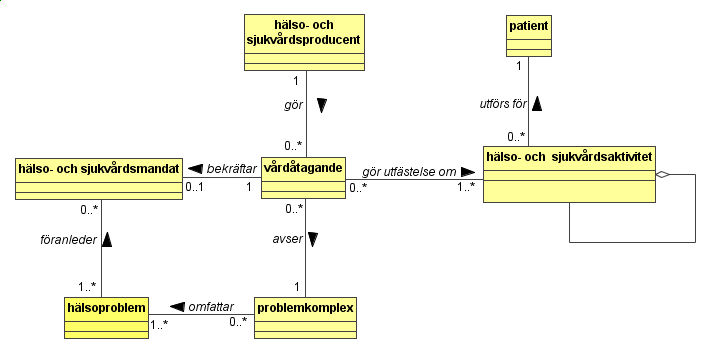 hälso- och
sjukvårdsproducent
patient
1
1
gör
utförs för
0..*
0..*
hälso- och sjukvårdsmandat
bekräftar
vårdåtagande
gör utfästelse om
hälso- och sjukvårdsaktivitet
0..1
1
0..*
1..*
0..*
0..*
föranleder
avser
1..*
1
hälsoproblem
omfattar
problemkomplex
1..*
0..*